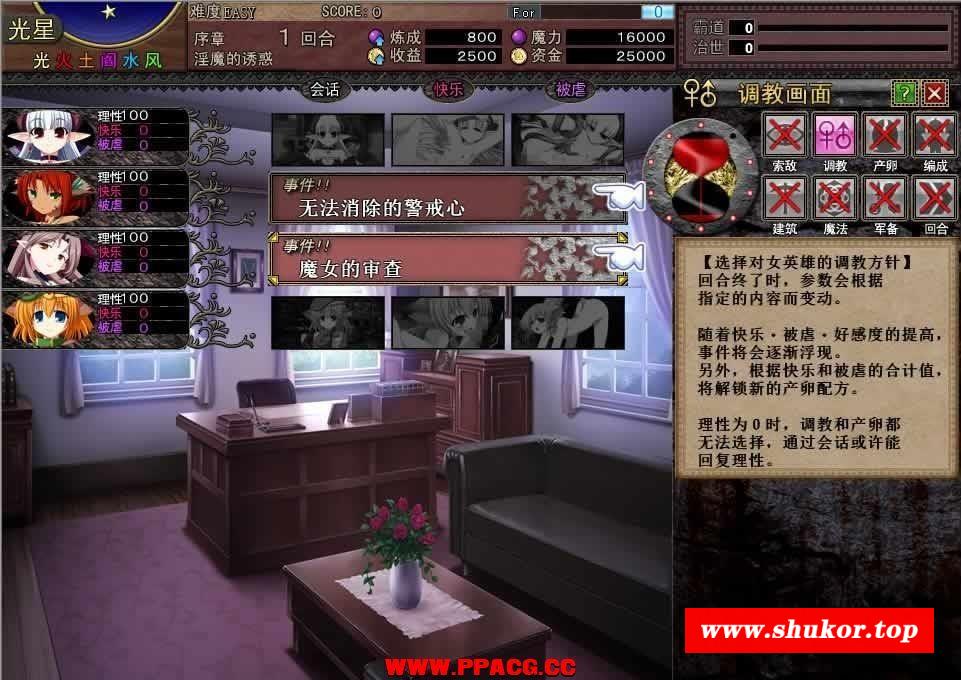 光星
光 火 土 闇 水 风
难度EASY SCORE: 0 For 0
序章 1 回合 炼成 800 魔力 16000
淫魔的诱惑 收益 2500 资金 25000
霸道 0
治世 0
会话 快乐 被虐
理性100
快乐 0
被虐 0
理性100
快乐 0
被虐 0
理性100
快乐 0
被虐 0
理性100
快乐 0
被虐 0
事件!!
无法消除的警戒心
事件!!
魔女的审查
调教画面 ?
索敌 调教 产卵 编成
建筑 魔法 军备 回合
【选择对女英雄的调教方针】
回合终了时，参数会根据
指定的内容而变动。
随着快乐·被虐·好感度的提高，
事件将会逐渐浮现。
另外，根据快乐和被虐的合计值，
将解锁新的产卵配方。
理性为0时，调教和产卵都
无法选择，通过会话或许能
回复理性。
www.shukor.top
WWW.PPACG.CC